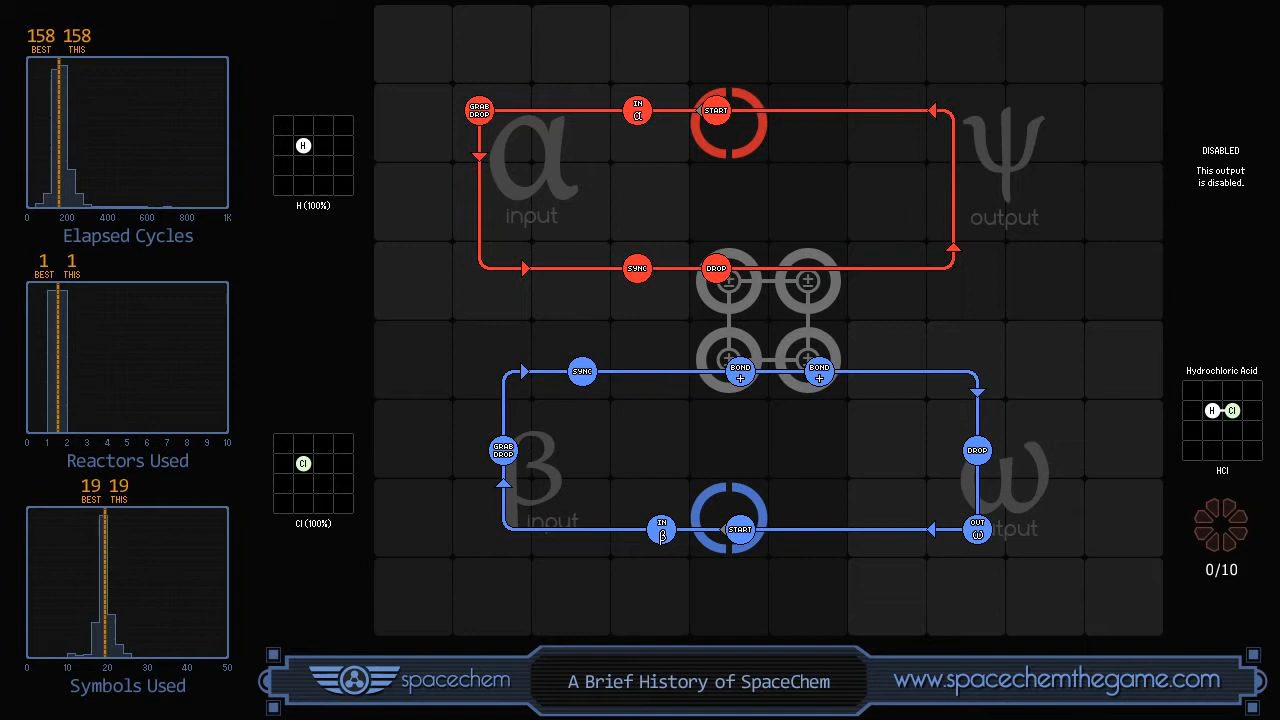 158 158
BEST THIS
0 200 400 600 800 1K
Elapsed Cycles
1 1
BEST THIS
0 1 2 3 4 5 6 7 8 9 10
Reactors Used
19 19
BEST THIS
0 10 20 30 40 50
Symbols Used
H
H (100%)
Cl
Cl (100%)
GRAB DROP
IN α
START
α
input
ψ
output
SYNC
DROP
SYNC
BOND +
BOND +
GRAB DROP
DROP
β
input
ω
output
IN β
START
OUT ω
DISABLED
This output
is disabled.
Hydrochloric Acid
H Cl
HCl
0/10
spacechem
A Brief History of SpaceChem
www.spacechemthegame.com